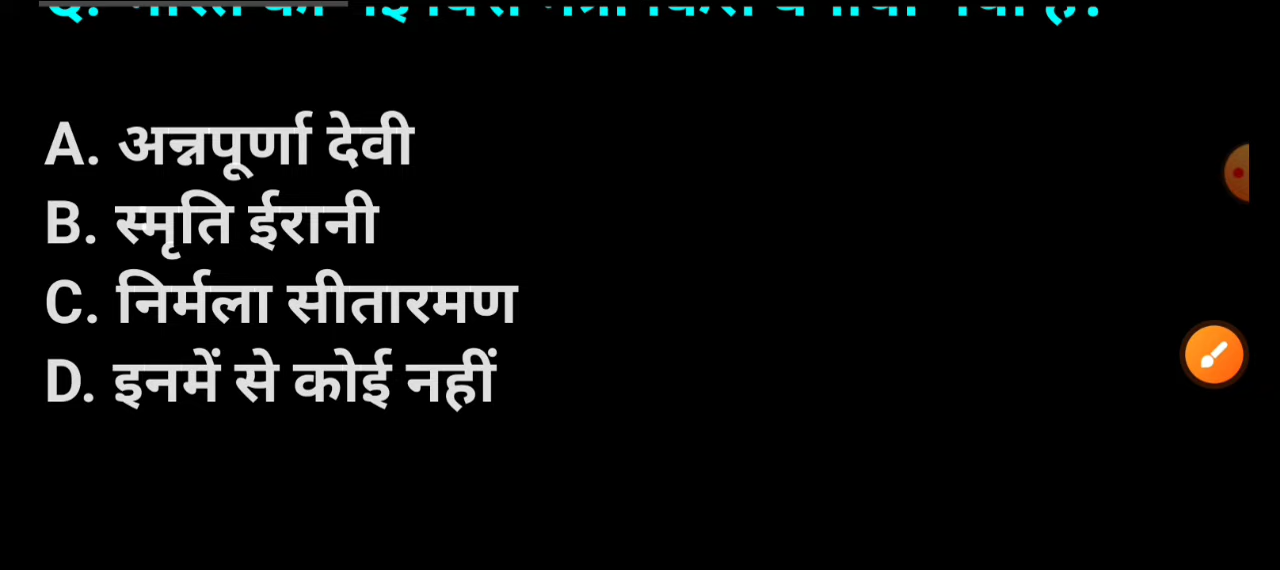 A. अन्नपूर्णा देवी
B. स्मृति ईरानी
C. निर्मला सीतारमण
D. इनमें से कोई नहीं